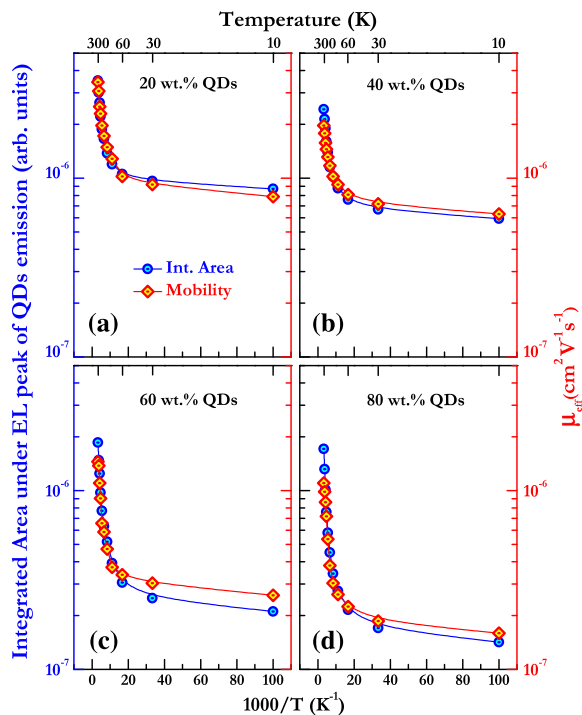 Temperature (K)
300 60 30 10 300 60 30 10
Integrated Area under EL peak of QDs emission (arb. units)
μeff(cm² V⁻¹s⁻¹)
20 wt.% QDs
40 wt.% QDs
10⁻⁶
10⁻⁶
Int. Area
Mobility
(a)
(b)
10⁻⁷
10⁻⁷
60 wt.% QDs
80 wt.% QDs
10⁻⁶
10⁻⁶
(c)
(d)
10⁻⁷
10⁻⁷
0 20 40 60 80 100 0 20 40 60 80 100
1000/T (K⁻¹)